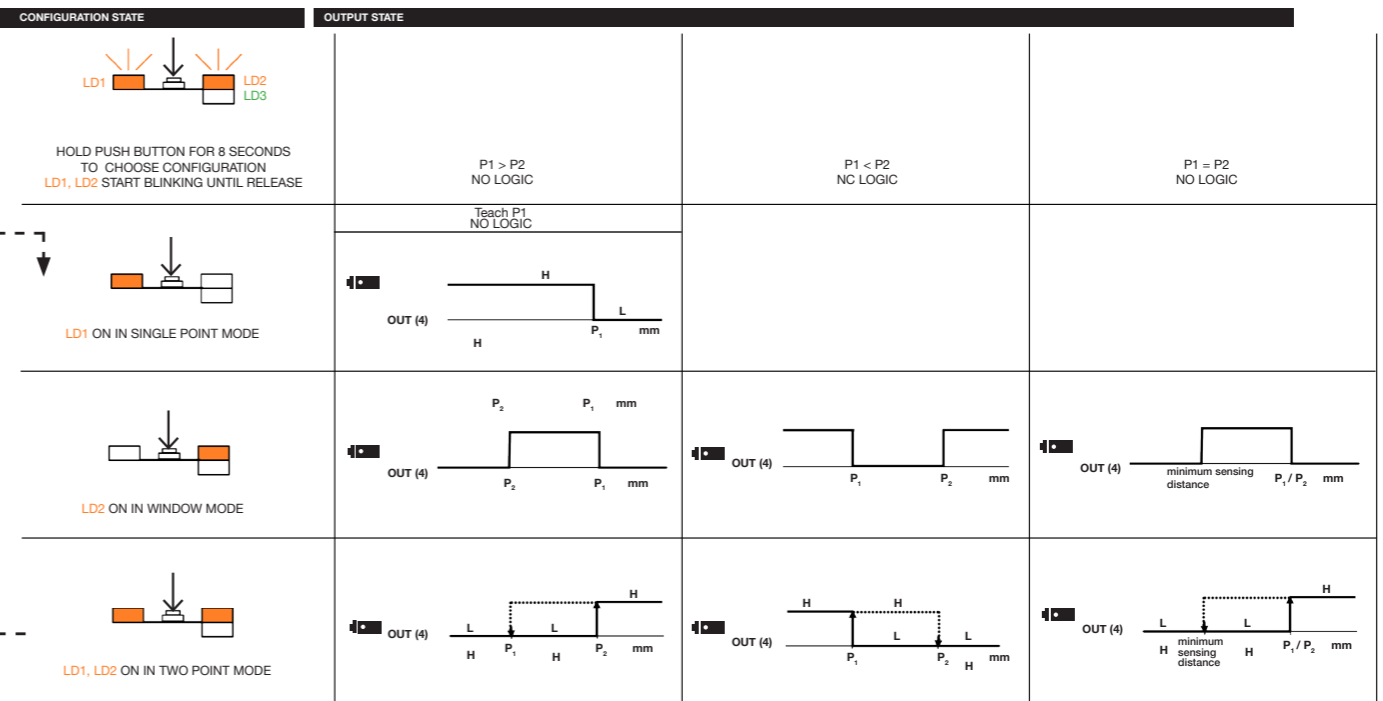 CONFIGURATION STATE
OUTPUT STATE
LD1
LD2
LD3
HOLD PUSH BUTTON FOR 8 SECONDS
TO CHOOSE CONFIGURATION
LD1, LD2 START BLINKING UNTIL RELEASE
P1 > P2
NO LOGIC
P1 < P2
NC LOGIC
P1 = P2
NO LOGIC
Teach P1
NO LOGIC
LD1 ON IN SINGLE POINT MODE
H
L
OUT (4)
P1 mm
H
LD2 ON IN WINDOW MODE
P2 P1 mm
OUT (4)
P2 P1 mm
OUT (4)
P1 P2 mm
OUT (4)
minimum sensing
distance
P1 / P2 mm
LD1, LD2 ON IN TWO POINT MODE
H
L L
OUT (4)
H P1 H P2 mm
H H
L L
OUT (4)
P1 P2 H mm
H
L L
OUT (4)
H minimum
sensing
distance
H P1 / P2 mm